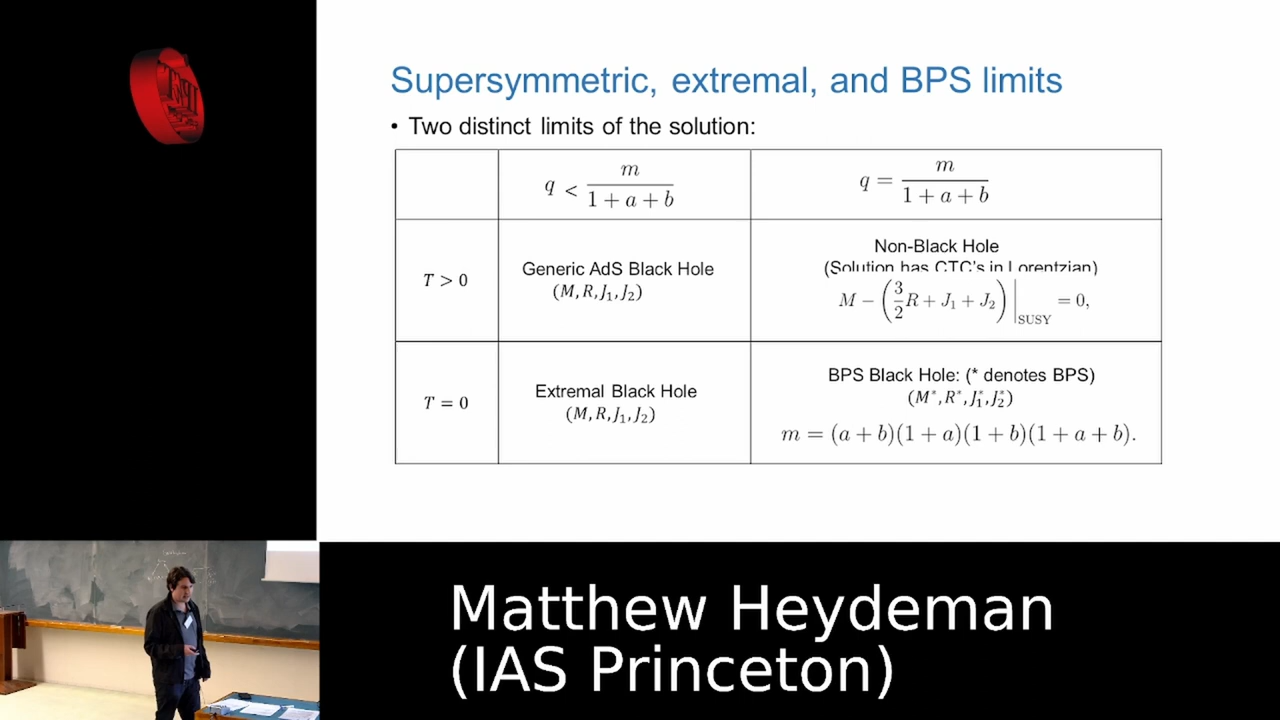 Supersymmetric, extremal, and BPS limits
• Two distinct limits of the solution:
q < m / (1 + a + b)
q = m / (1 + a + b)
T > 0
Generic AdS Black Hole
(M, R, J₁, J₂)
Non-Black Hole
(Solution has CTC's in Lorentzian)
M − (3/2 R + J₁ + J₂)|SUSY = 0,
T = 0
Extremal Black Hole
(M, R, J₁, J₂)
BPS Black Hole: (* denotes BPS)
(M*, R*, J₁*, J₂*)
m = (a + b)(1 + a)(1 + b)(1 + a + b).
Matthew Heydeman
(IAS Princeton)